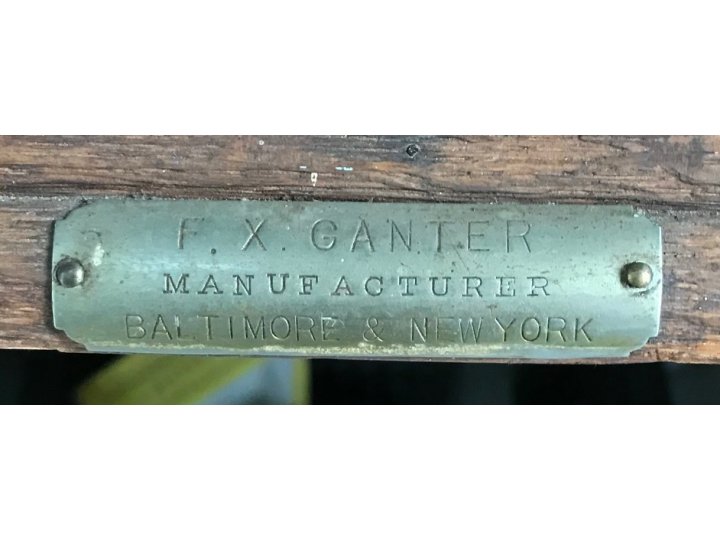 F. X. GANTER
MANUFACTURER
BALTIMORE & NEW YORK